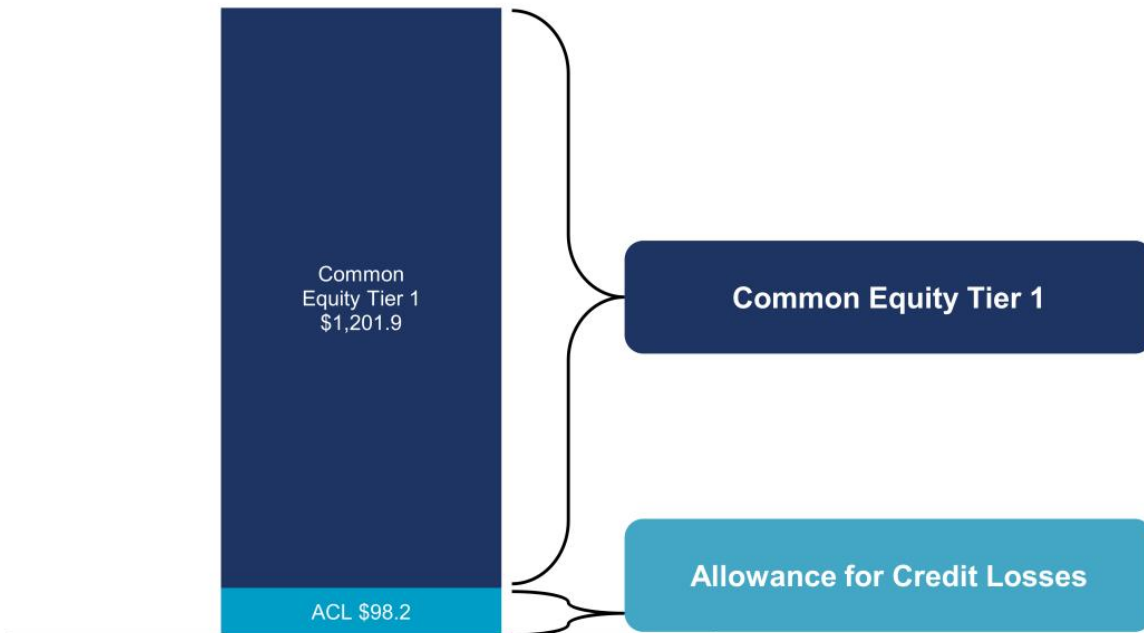 Common
Equity Tier 1
$1,201.9
Common Equity Tier 1
Allowance for Credit Losses
ACL $98.2